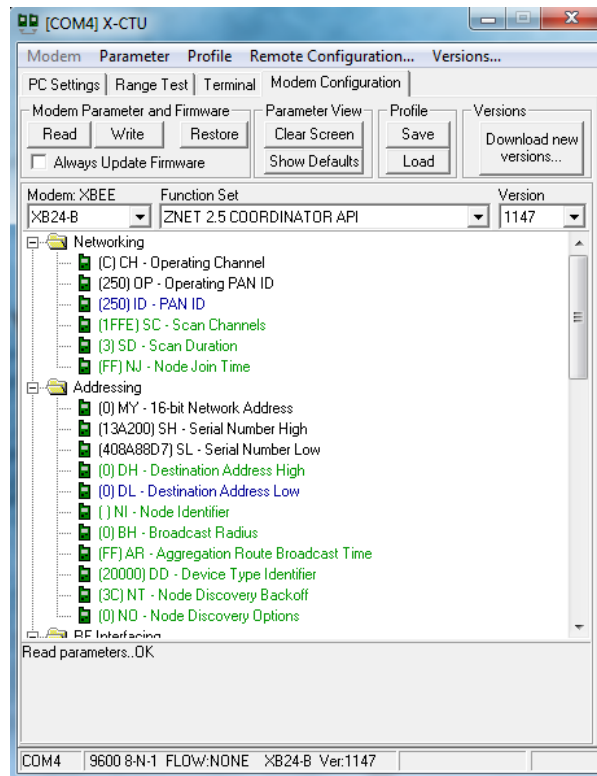 [COM4] X-CTU
Modem Parameter Profile Remote Configuration... Versions...
PC Settings Range Test Terminal Modem Configuration
Modem Parameter and Firmware Parameter View Profile Versions
Read Write Restore Clear Screen Save Download new versions...
Always Update Firmware Show Defaults Load
Modem: XBEE Function Set Version
XB24-B ZNET 2.5 COORDINATOR API 1147
Networking
(C) CH - Operating Channel
(250) OP - Operating PAN ID
(250) ID - PAN ID
(1FFE) SC - Scan Channels
(3) SD - Scan Duration
(FF) NJ - Node Join Time
Addressing
(0) MY - 16-bit Network Address
(13A200) SH - Serial Number High
(408A88D7) SL - Serial Number Low
(0) DH - Destination Address High
(0) DL - Destination Address Low
( ) NI - Node Identifier
(0) BH - Broadcast Radius
(FF) AR - Aggregation Route Broadcast Time
(20000) DD - Device Type Identifier
(3C) NT - Node Discovery Backoff
(0) NO - Node Discovery Options
RF Interfacing
Read parameters..OK
COM4 9600 8-N-1 FLOW:NONE XB24-B Ver:1147